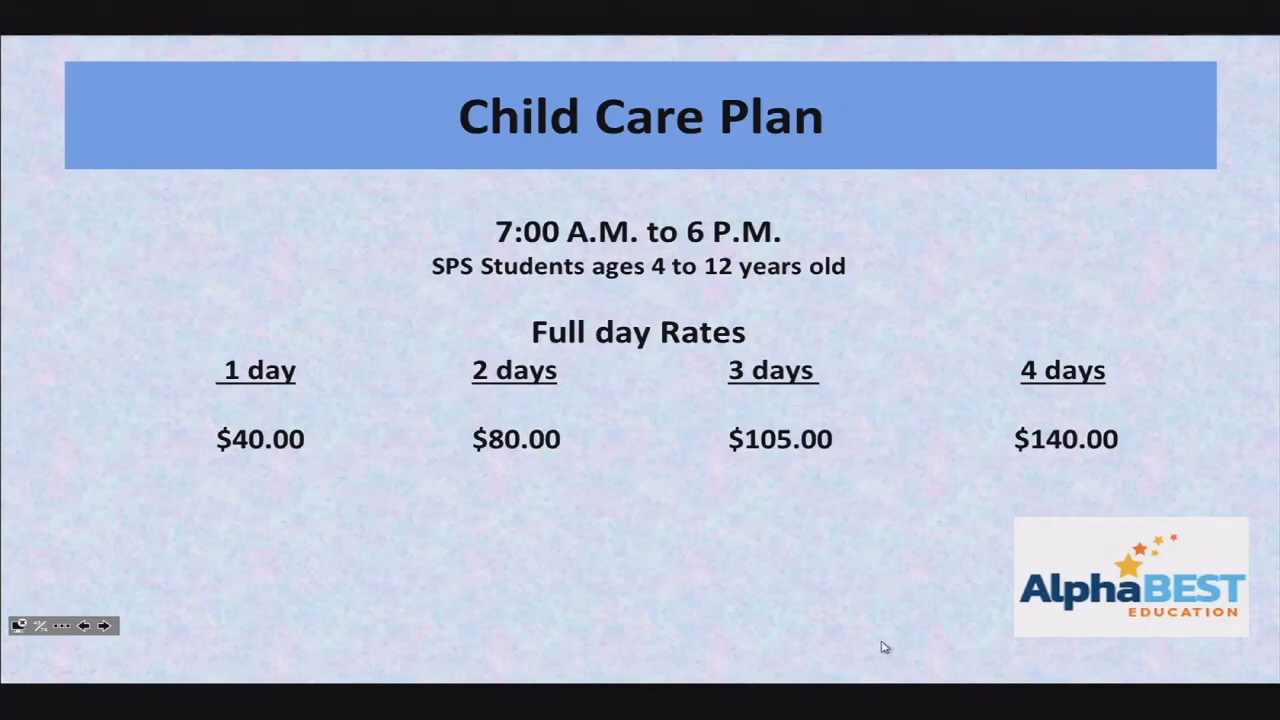 Child Care Plan
7:00 A.M. to 6 P.M.
SPS Students ages 4 to 12 years old
Full day Rates
1 day 2 days 3 days 4 days
$40.00 $80.00 $105.00 $140.00
AlphaBEST
EDUCATION